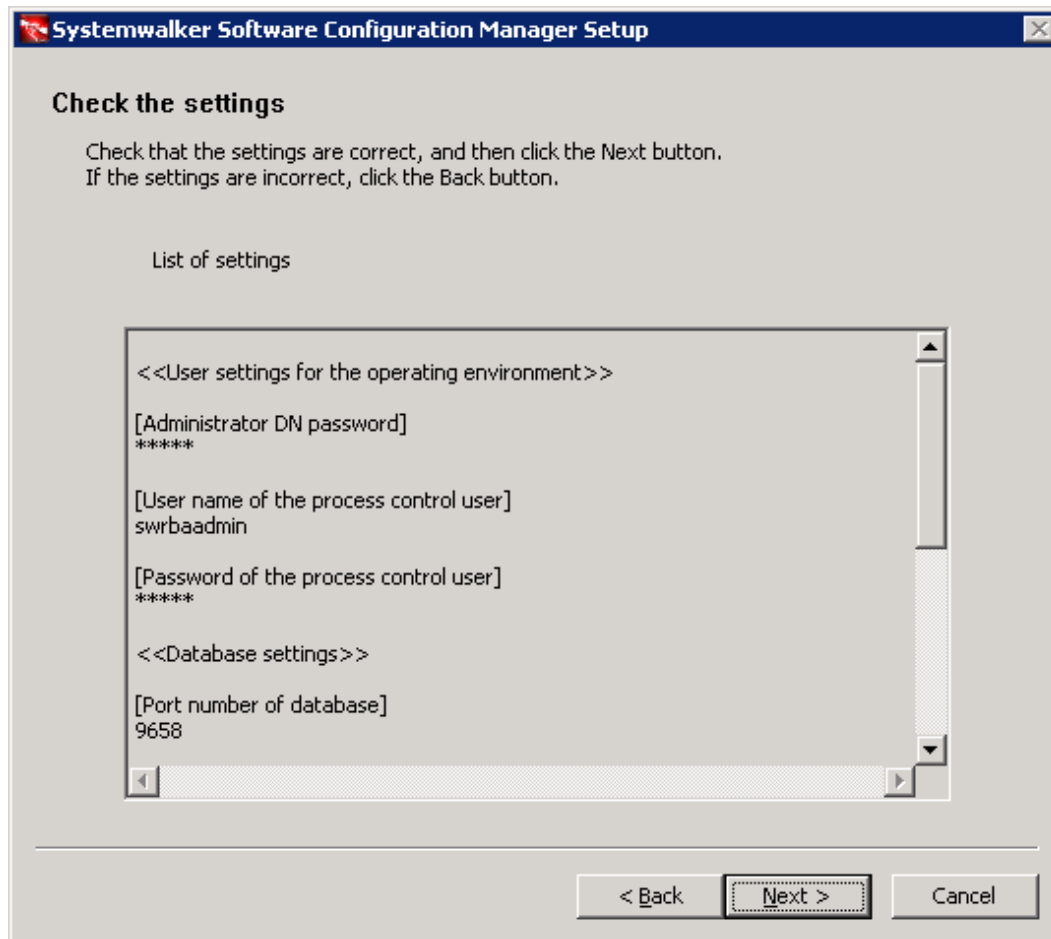 Systemwalker Software Configuration Manager Setup
Check the settings
Check that the settings are correct, and then click the Next button.
If the settings are incorrect, click the Back button.
List of settings
<<User settings for the operating environment>>
[Administrator DN password]
*****
[User name of the process control user]
swrbaadmin
[Password of the process control user]
*****
<<Database settings>>
[Port number of database]
9658
< Back
Next >
Cancel